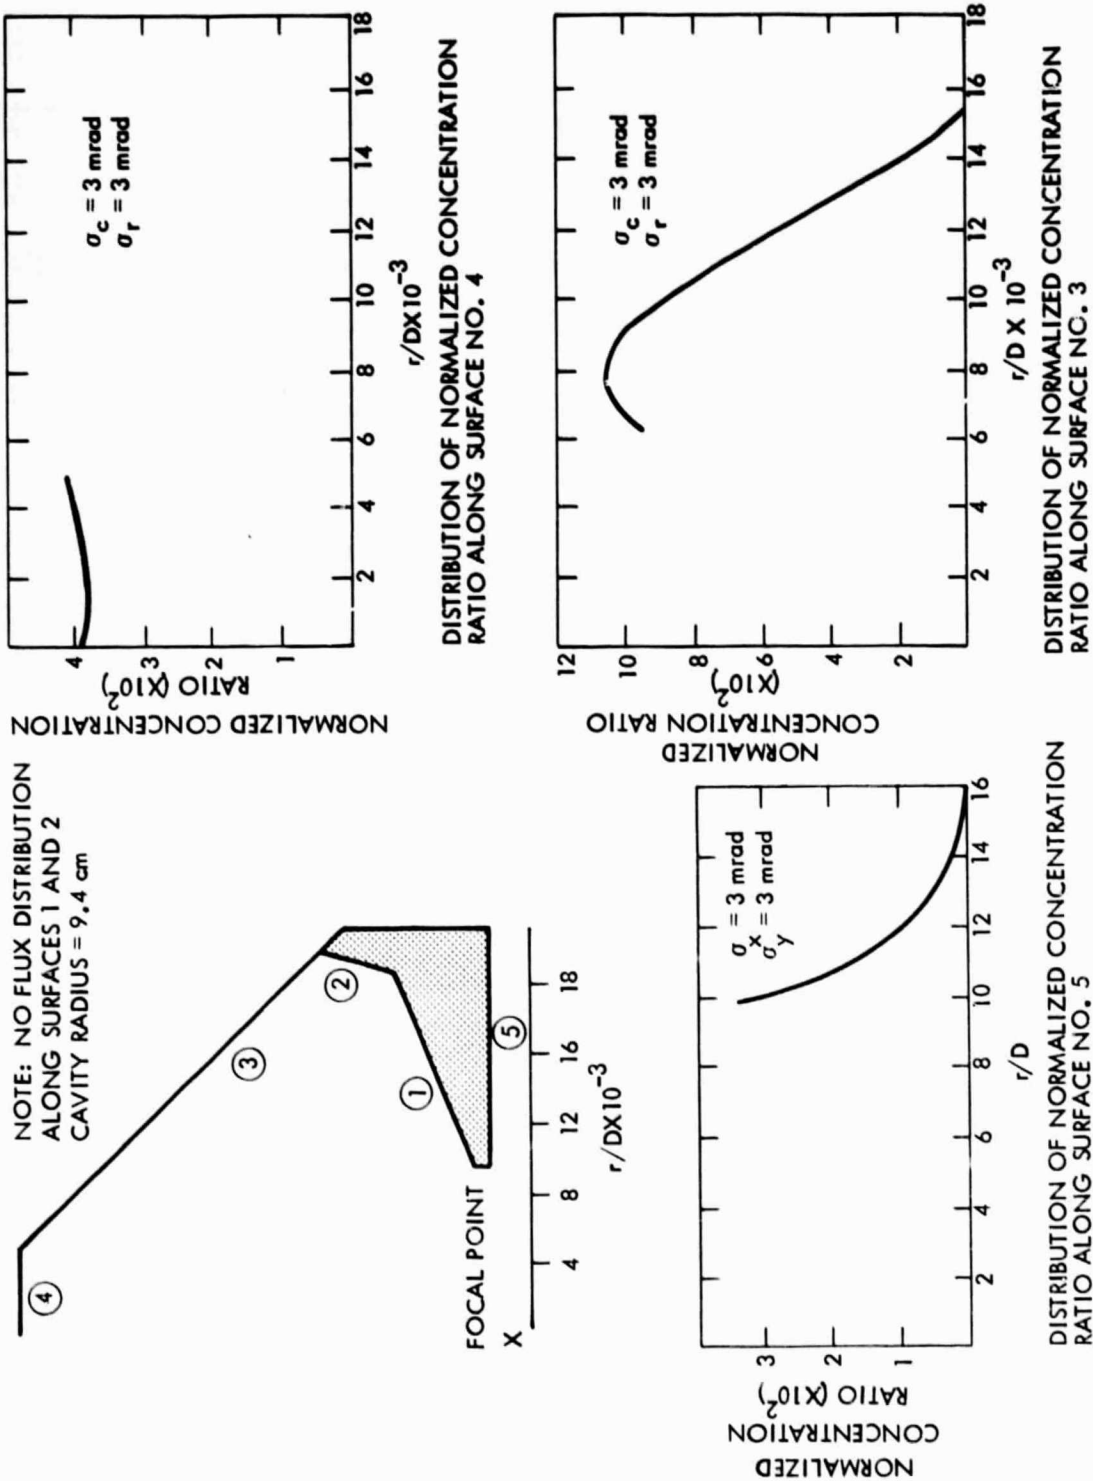 NOTE: NO FLUX DISTRIBUTION
ALONG SURFACES 1 AND 2
CAVITY RADIUS = 9.4 cm
4
3
2
1
5
FOCAL POINT
X
4 8 12 16 18
r/DX10⁻³
NORMALIZED CONCENTRATION
RATIO (X10²)
4
3
2
1
σc = 3 mrad
σr = 3 mrad
2 4 6 8 10 12 14 16 18
r/DX10⁻³
DISTRIBUTION OF NORMALIZED CONCENTRATION
RATIO ALONG SURFACE NO. 4
NORMALIZED
CONCENTRATION
RATIO (X10²)
3
2
1
σx = 3 mrad
σy = 3 mrad
2 4 6 8 10 12 14 16
r/D
DISTRIBUTION OF NORMALIZED CONCENTRATION
RATIO ALONG SURFACE NO. 5
NORMALIZED
CONCENTRATION RATIO
(X10²)
12
10
8
6
4
2
σc = 3 mrad
σr = 3 mrad
2 4 6 8 10 12 14 16 18
r/D X 10⁻³
DISTRIBUTION OF NORMALIZED CONCENTRATION
RATIO ALONG SURFACE NO. 3